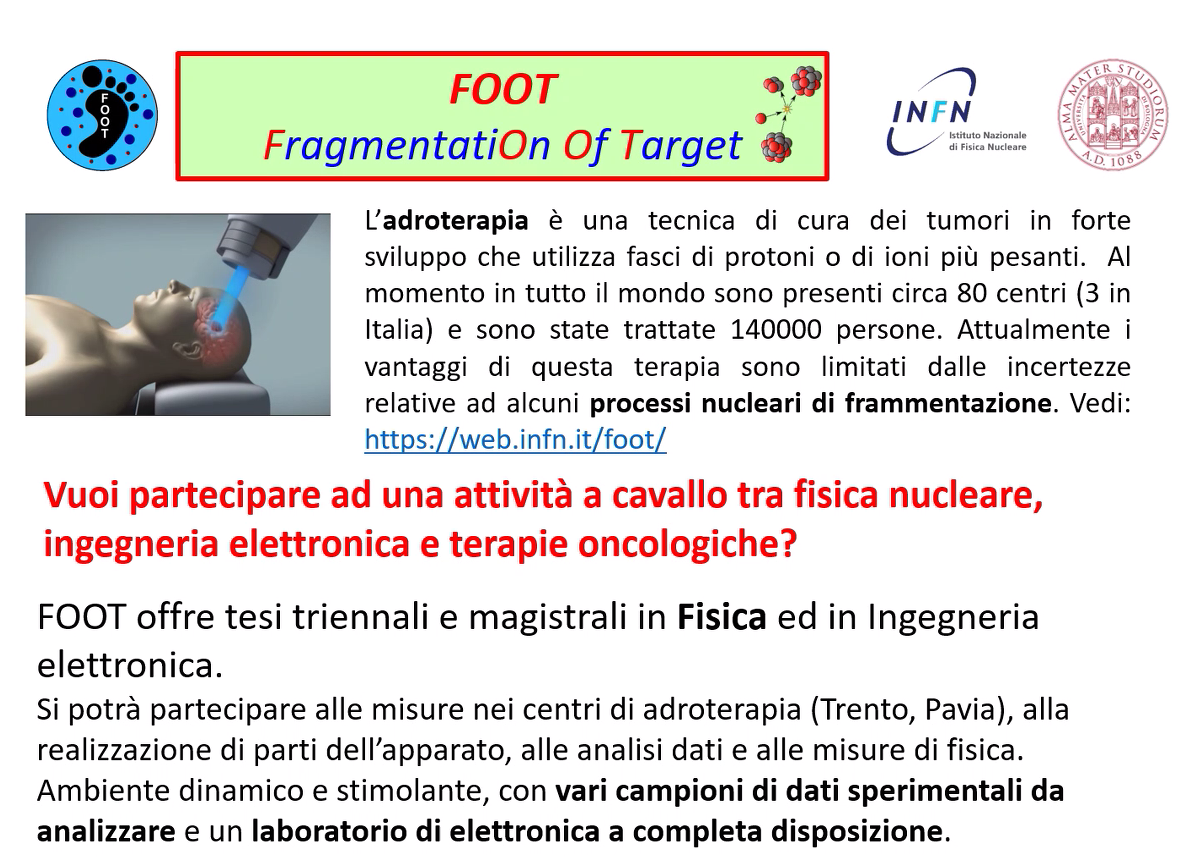 FOOT
FragmentatiOn Of Target
FOOT
INFN
Istituto Nazionale
di Fisica Nucleare
ALMA MATER STUDIORUM
A.D. 1088
L'adroterapia è una tecnica di cura dei tumori in forte
sviluppo che utilizza fasci di protoni o di ioni più pesanti. Al
momento in tutto il mondo sono presenti circa 80 centri (3 in
Italia) e sono state trattate 140000 persone. Attualmente i
vantaggi di questa terapia sono limitati dalle incertezze
relative ad alcuni processi nucleari di frammentazione. Vedi:
https://web.infn.it/foot/
Vuoi partecipare ad una attività a cavallo tra fisica nucleare,
ingegneria elettronica e terapie oncologiche?
FOOT offre tesi triennali e magistrali in Fisica ed in Ingegneria
elettronica.
Si potrà partecipare alle misure nei centri di adroterapia (Trento, Pavia), alla
realizzazione di parti dell'apparato, alle analisi dati e alle misure di fisica.
Ambiente dinamico e stimolante, con vari campioni di dati sperimentali da
analizzare e un laboratorio di elettronica a completa disposizione.